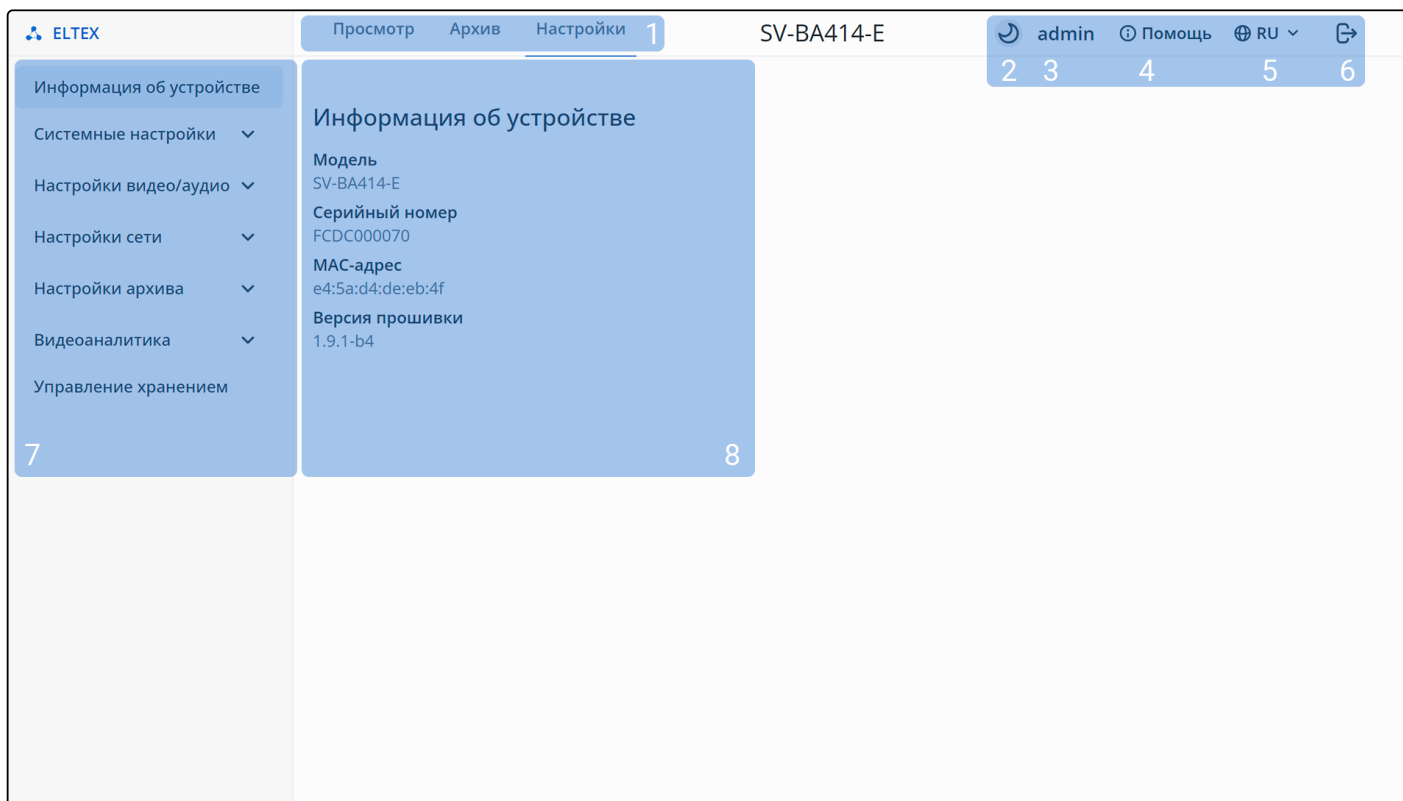 ELTEX
Просмотр Архив Настройки 1
SV-BA414-E
admin Помощь RU
2 3 4 5 6
Информация об устройстве
Системные настройки
Настройки видео/аудио
Настройки сети
Настройки архива
Видеоаналитика
Управление хранением
7
Информация об устройстве
Модель
SV-BA414-E
Серийный номер
FCDC000070
МАС-адрес
e4:5a:d4:de:eb:4f
Версия прошивки
1.9.1-b4
8